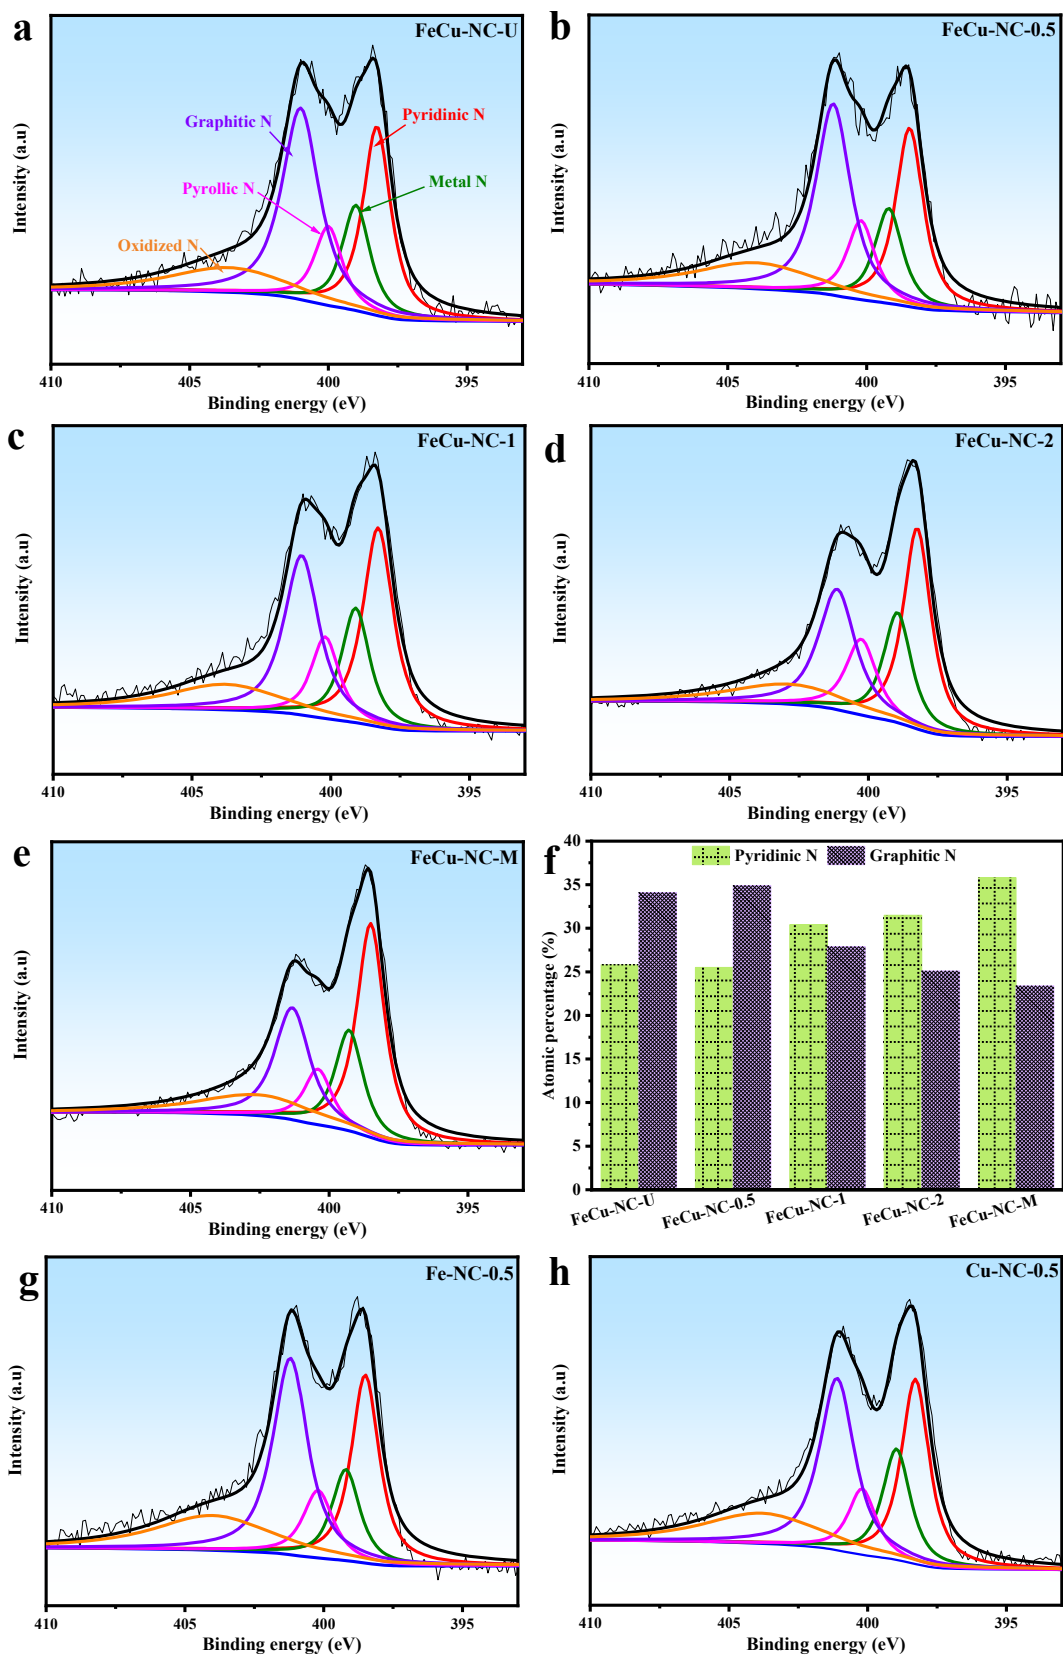 a
FeCu-NC-U
Graphitic N
Pyridinic N
Pyrollic N
Metal N
Oxidized N
Intensity (a.u)
410
405
400
395
Binding energy (eV)
b
FeCu-NC-0.5
Intensity (a.u)
410
405
400
395
Binding energy (eV)
c
FeCu-NC-1
Intensity (a.u)
410
405
400
395
Binding energy (eV)
d
FeCu-NC-2
Intensity (a.u)
410
405
400
395
Binding energy (eV)
e
FeCu-NC-M
Intensity (a.u)
410
405
400
395
Binding energy (eV)
f
Pyridinic N
Graphitic N
Atomic percentage (%)
40
35
30
25
20
15
10
5
0
FeCu-NC-U
FeCu-NC-0.5
FeCu-NC-1
FeCu-NC-2
FeCu-NC-M
g
Fe-NC-0.5
Intensity (a.u)
410
405
400
395
Binding energy (eV)
h
Cu-NC-0.5
Intensity (a.u)
410
405
400
395
Binding energy (eV)